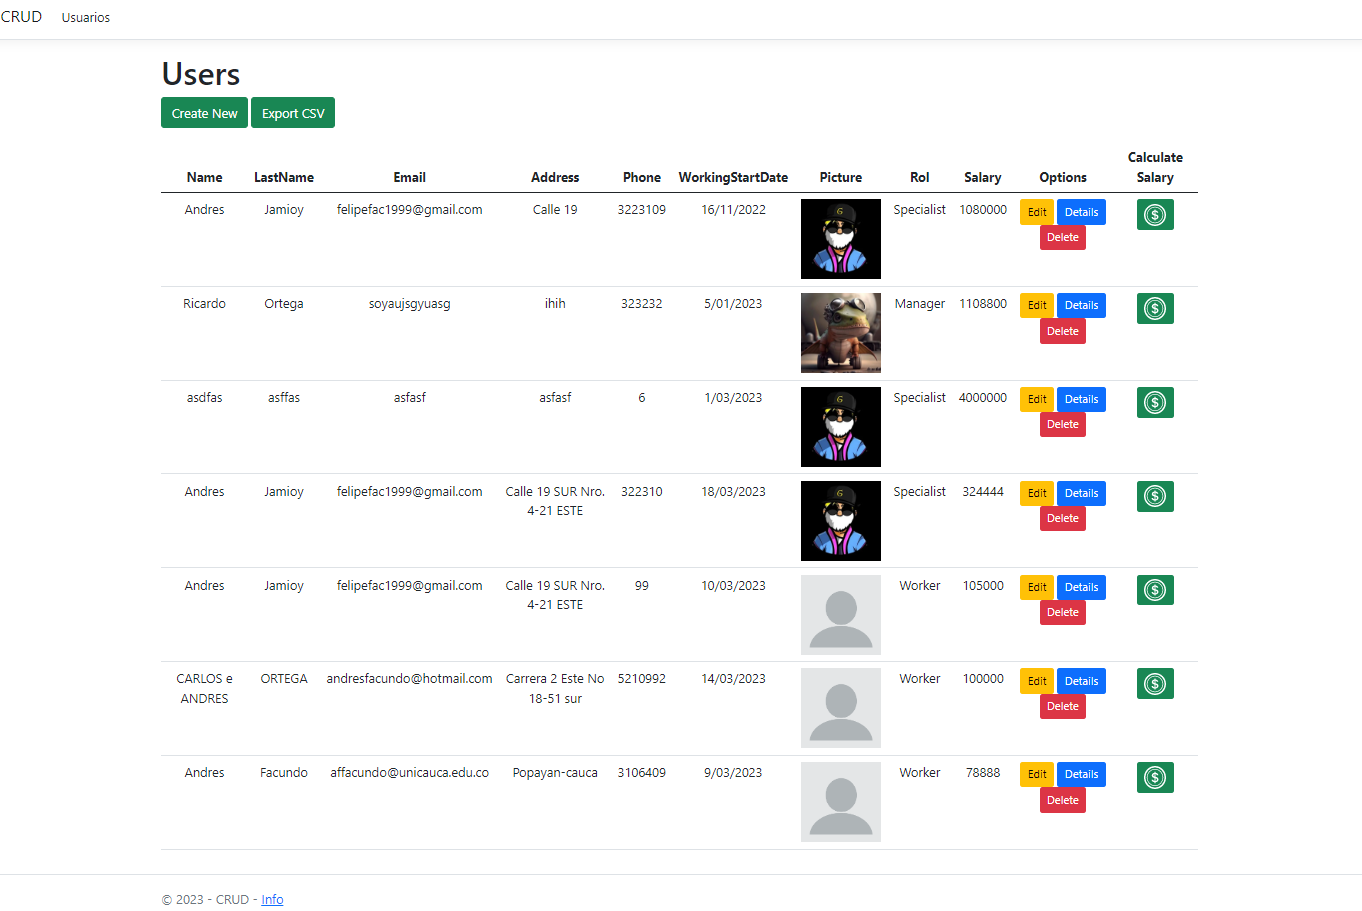 CRUD Usuarios
Users
Create New Export CSV
Name LastName Email Address Phone WorkingStartDate Picture Rol Salary Options Calculate Salary
Andres Jamioy felipefac1999@gmail.com Calle 19 3223109 16/11/2022 Specialist 1080000 Edit Details
Delete
Ricardo Ortega soyaujsgyuasg ihih 323232 5/01/2023 Manager 1108800 Edit Details
Delete
asdfas asffas asfasf asfasf 6 1/03/2023 Specialist 4000000 Edit Details
Delete
Andres Jamioy felipefac1999@gmail.com Calle 19 SUR Nro. 322310 18/03/2023 Specialist 324444 Edit Details
4-21 ESTE Delete
Andres Jamioy felipefac1999@gmail.com Calle 19 SUR Nro. 99 10/03/2023 Worker 105000 Edit Details
4-21 ESTE Delete
CARLOS e ORTEGA andresfacundo@hotmail.com Carrera 2 Este No 5210992 14/03/2023 Worker 100000 Edit Details
ANDRES 18-51 sur Delete
Andres Facundo affacundo@unicauca.edu.co Popayan-cauca 3106409 9/03/2023 Worker 78888 Edit Details
Delete
© 2023 - CRUD - Info